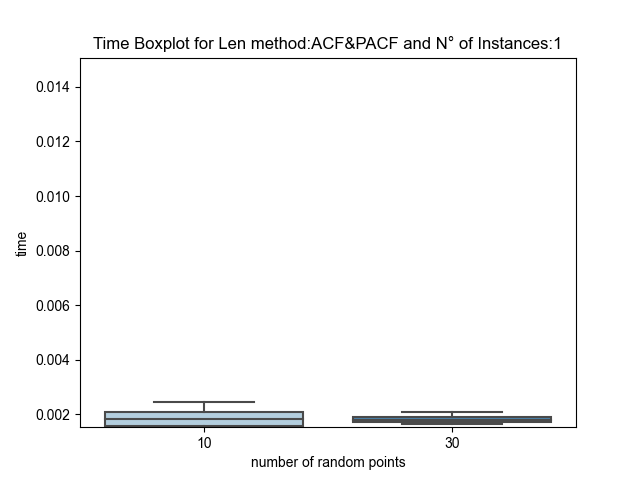 Time Boxplot for Len method:ACF&PACF and N° of Instances:1
0.014
0.012
0.010
0.008
0.006
0.004
0.002
time
10 30
number of random points